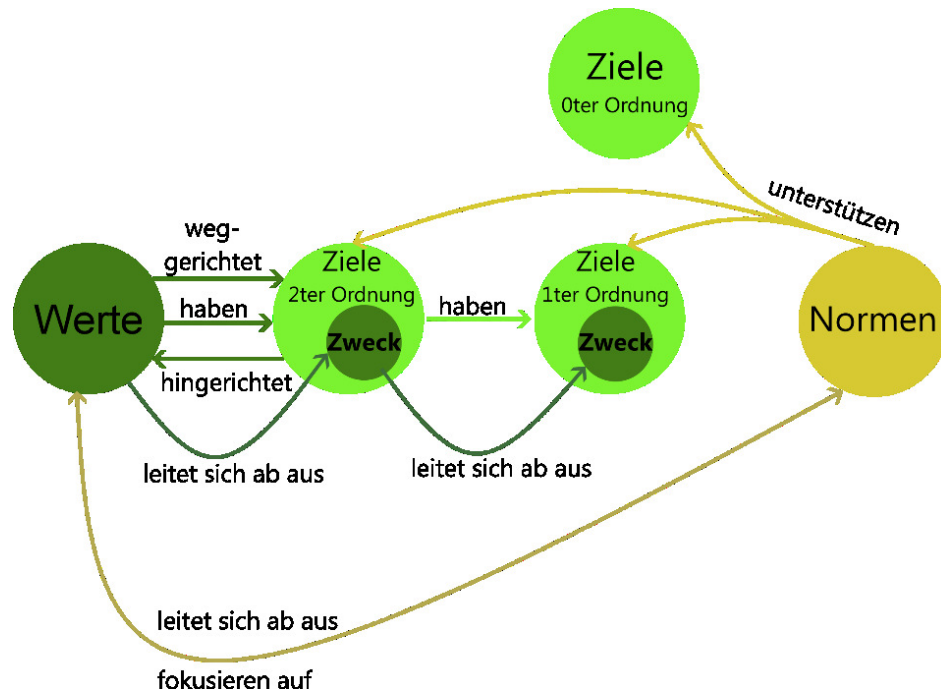 Ziele
0ter Ordnung
unterstützen
weg-
gerichtet
haben
hingerichtet
Werte
Ziele
2ter Ordnung
Zweck
haben
Ziele
1ter Ordnung
Zweck
Normen
leitet sich ab aus
leitet sich ab aus
leitet sich ab aus
fokusieren auf